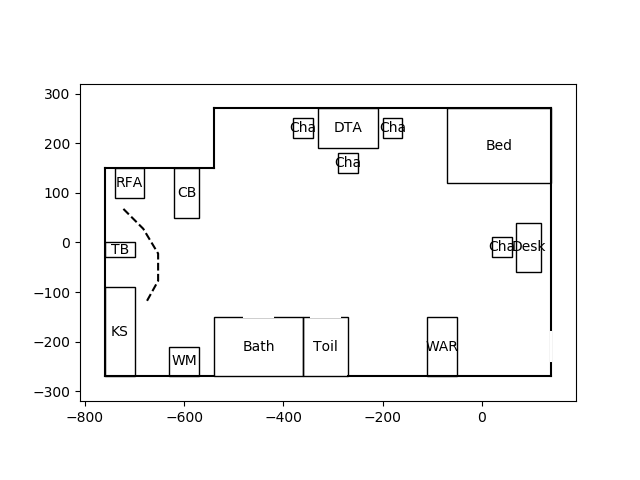 300
200
100
0
−100
−200
−300
−800
−600
−400
−200
0
Cha
DTA
Cha
Cha
Bed
RFA
CB
TB
Cha
Desk
KS
WM
Bath
Toil
WAR